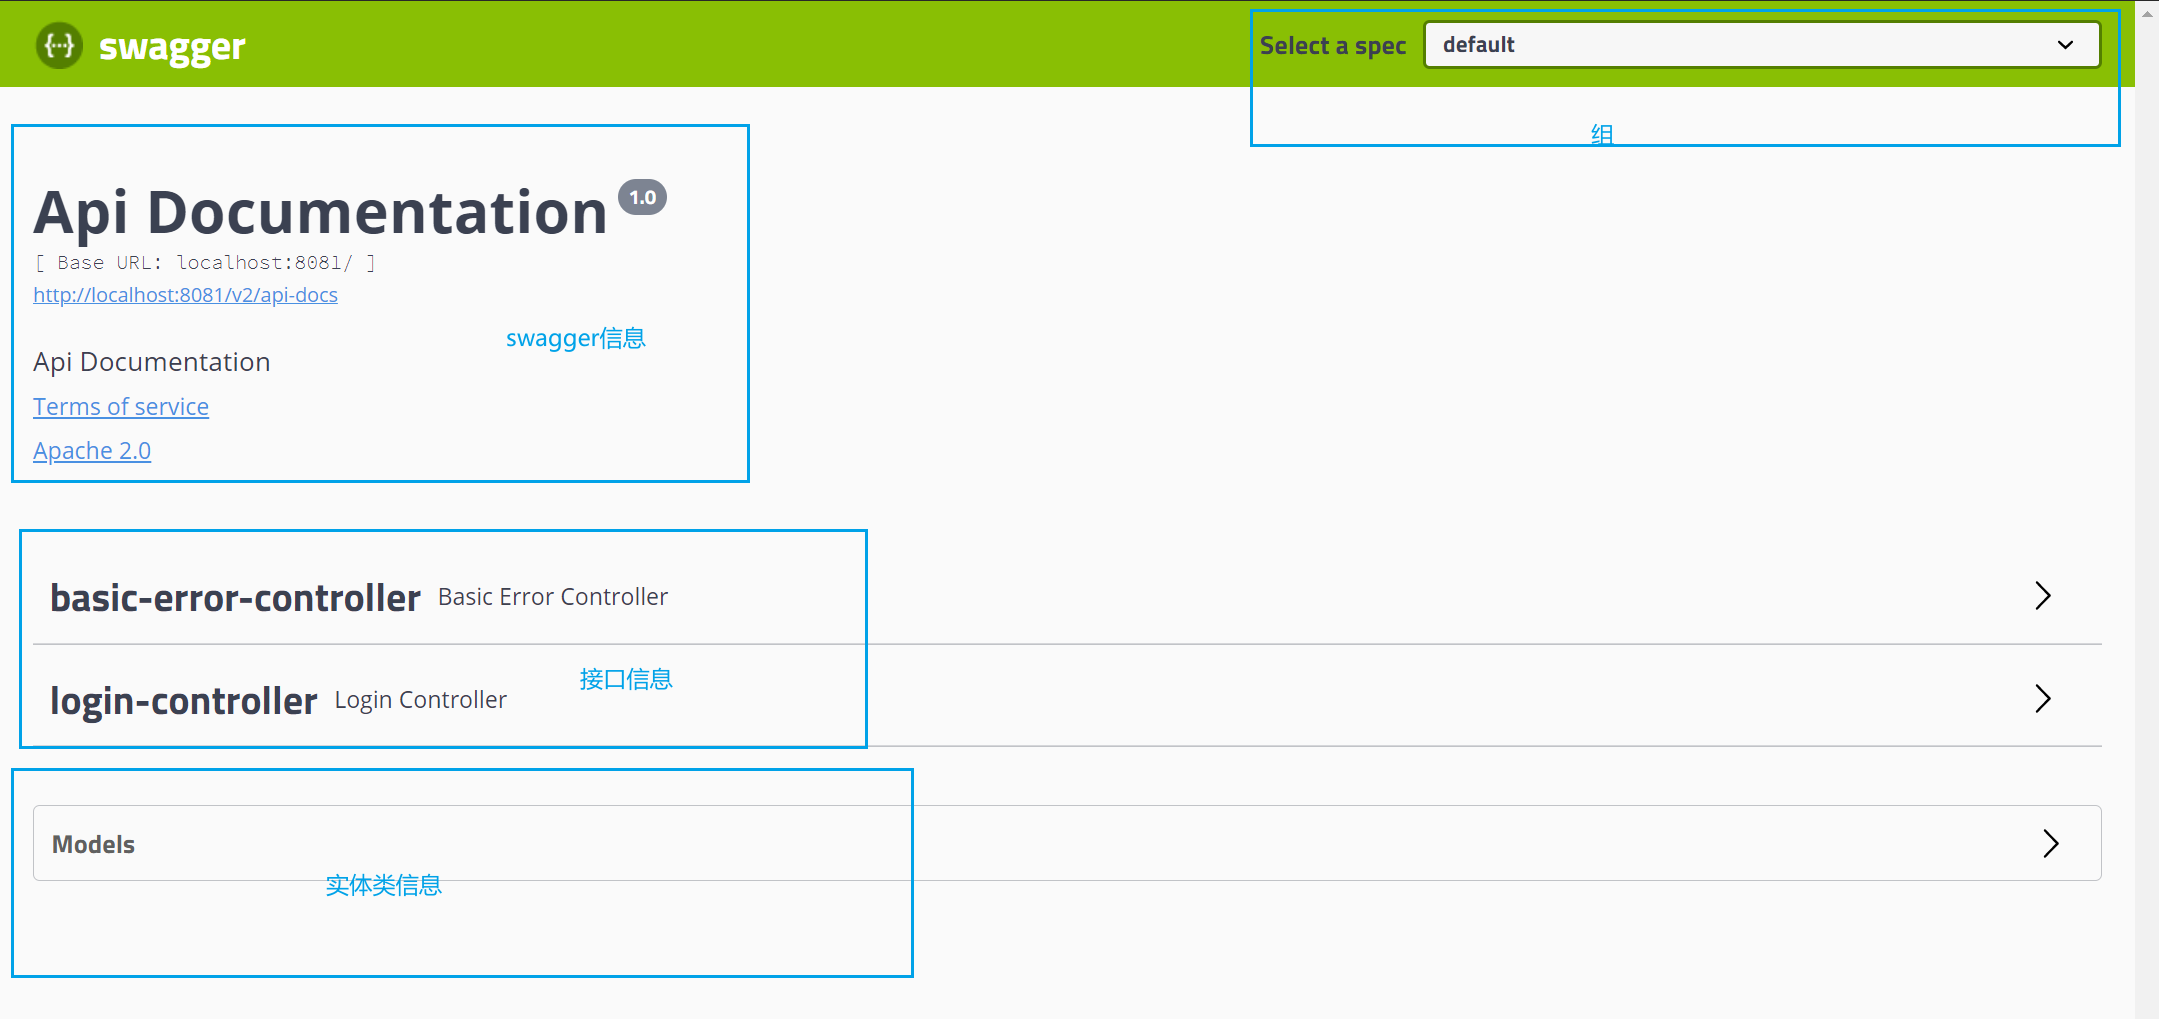 {···} swagger
Select a spec
default
组
Api Documentation 1.0
[ Base URL: localhost:8081/ ]
http://localhost:8081/v2/api-docs
swagger信息
Api Documentation
Terms of service
Apache 2.0
basic-error-controller Basic Error Controller
接口信息
login-controller Login Controller
Models
实体类信息